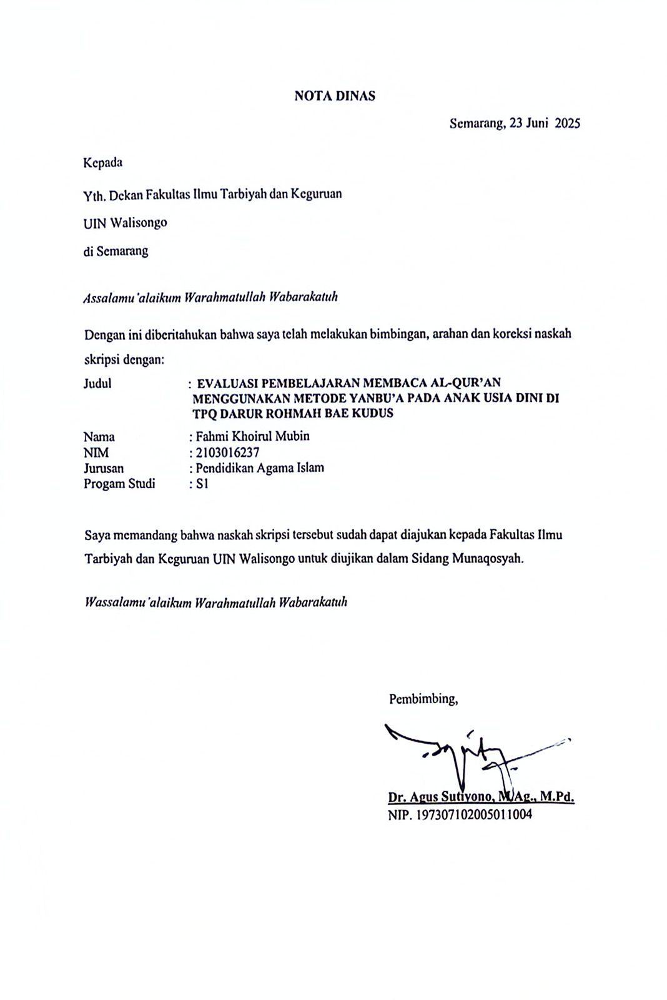 NOTA DINAS
Semarang, 23 Juni 2025
Kepada
Yth. Dekan Fakultas Ilmu Tarbiyah dan Keguruan
UIN Walisongo
di Semarang
Assalamu'alaikum Warahmatullah Wabarakatuh
Dengan ini diberitahukan bahwa saya telah melakukan bimbingan, arahan dan koreksi naskah
skripsi dengan:
Judul : EVALUASI PEMBELAJARAN MEMBACA AL-QUR'AN
MENGGUNAKAN METODE YANBU'A PADA ANAK USIA DINI DI
TPQ DARUR ROHMAH BAE KUDUS
Nama : Fahmi Khoirul Mubin
NIM : 2103016237
Jurusan : Pendidikan Agama Islam
Progam Studi : S1
Saya memandang bahwa naskah skripsi tersebut sudah dapat diajukan kepada Fakultas Ilmu
Tarbiyah dan Keguruan UIN Walisongo untuk diujikan dalam Sidang Munaqosyah.
Wassalamu'alaikum Warahmatullah Wabarakatuh
Pembimbing,
Dr. Agus Sutiyono, M.Ag., M.Pd.
NIP. 197307102005011004